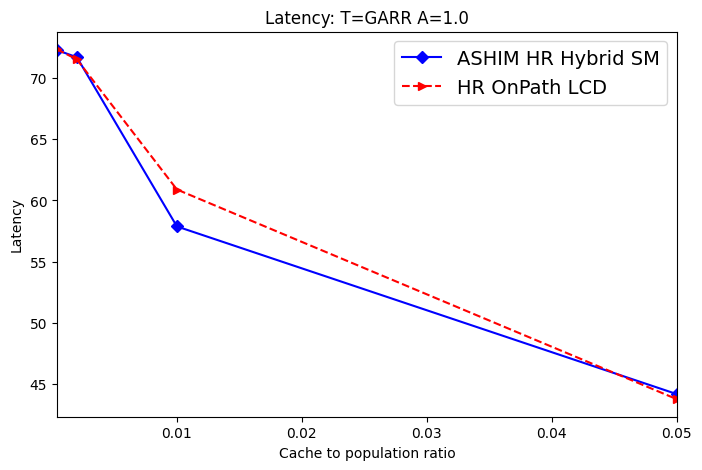 Latency: T=GARR A=1.0
ASHIM HR Hybrid SM
HR OnPath LCD
Latency
70
65
60
55
50
45
0.01 0.02 0.03 0.04 0.05
Cache to population ratio